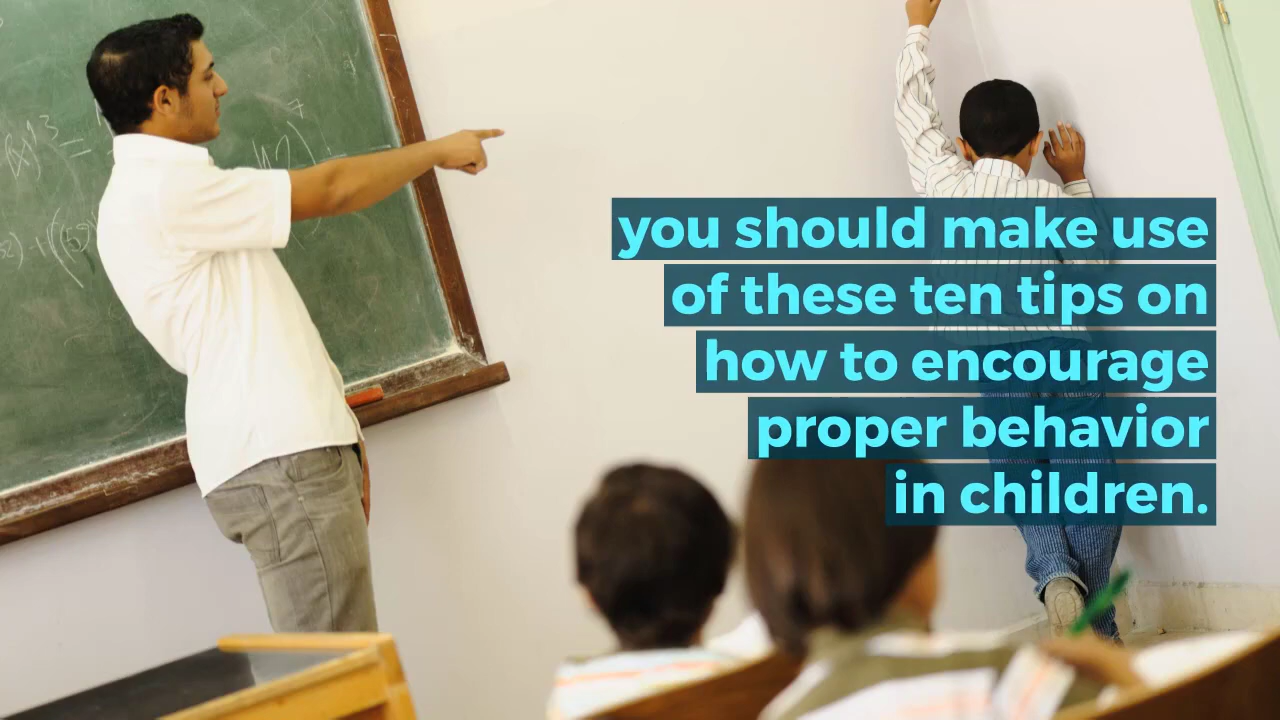 you should make use
of these ten tips on
how to encourage
proper behavior
in children.